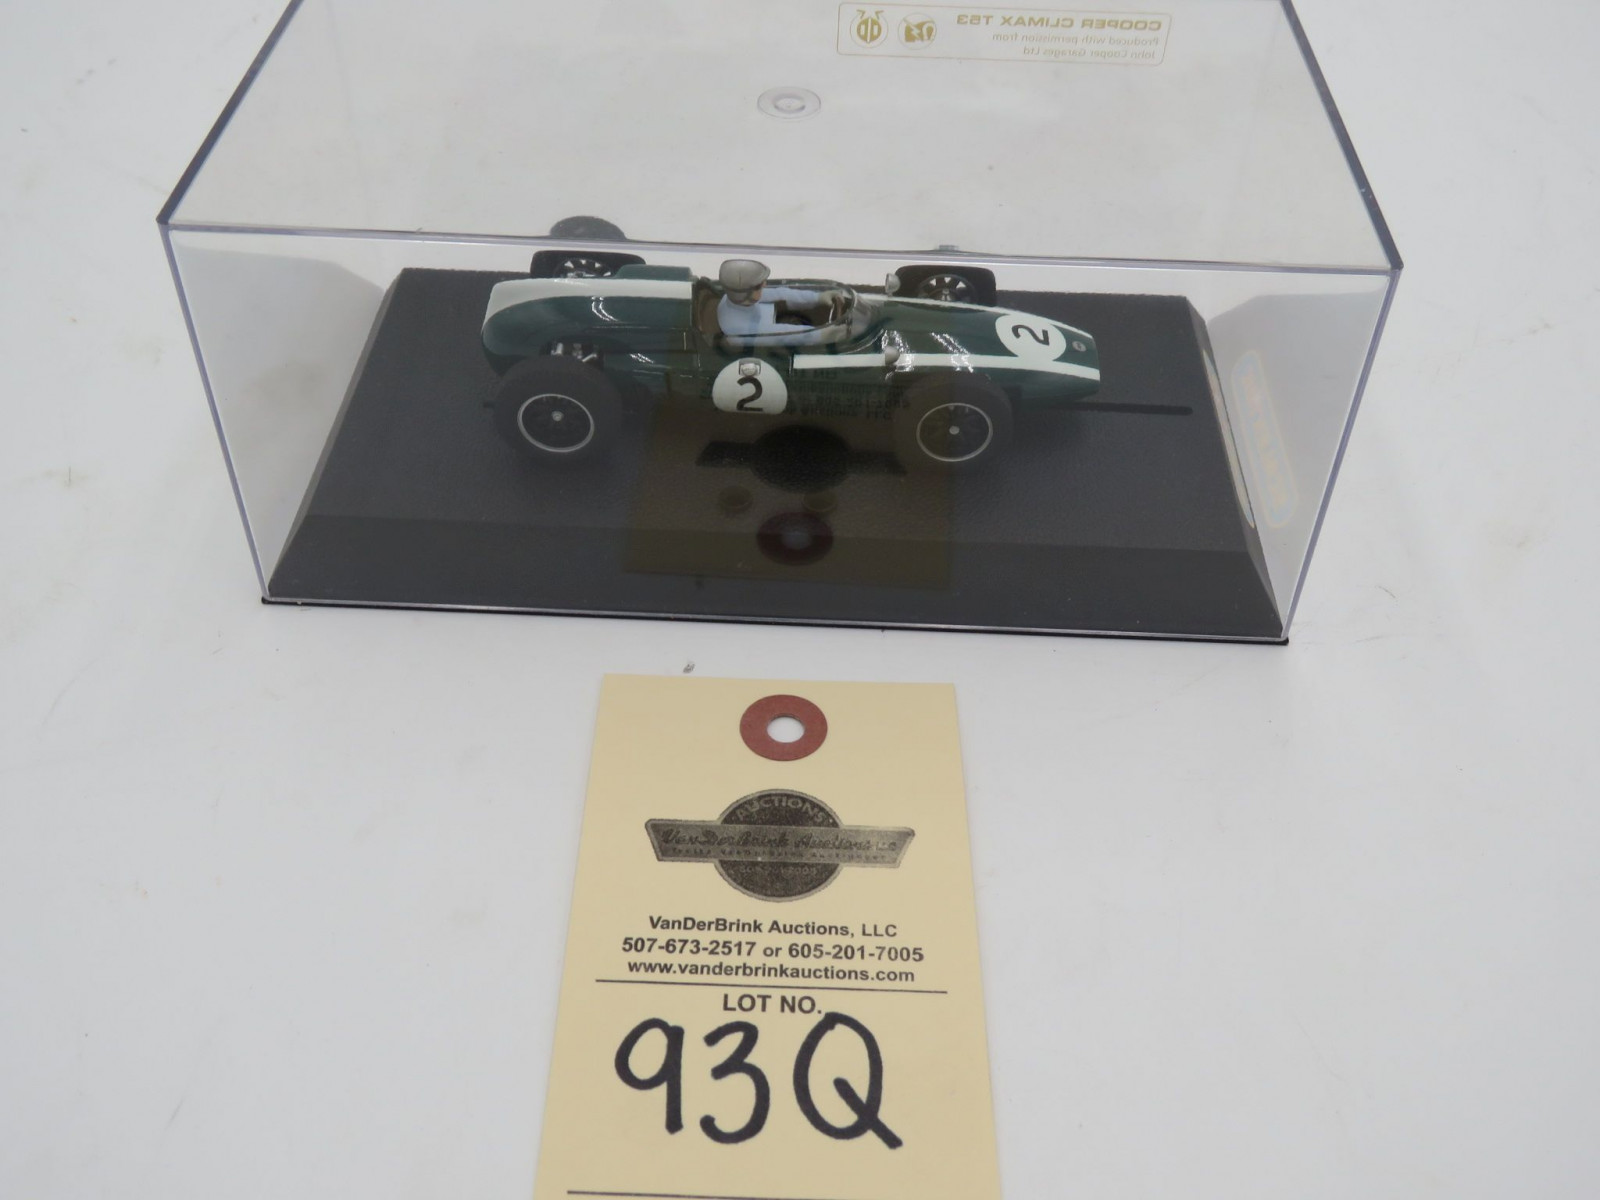 COOPER CLIMAX T53
Produced with permission from
John Cooper Garages Ltd
2
2
AUCTIONS
VanDerBrink Auctions LLC
VanDerBrink Auctions, LLC
507-673-2517 or 605-201-7005
www.vanderbrinkauctions.com
LOT NO.
93Q